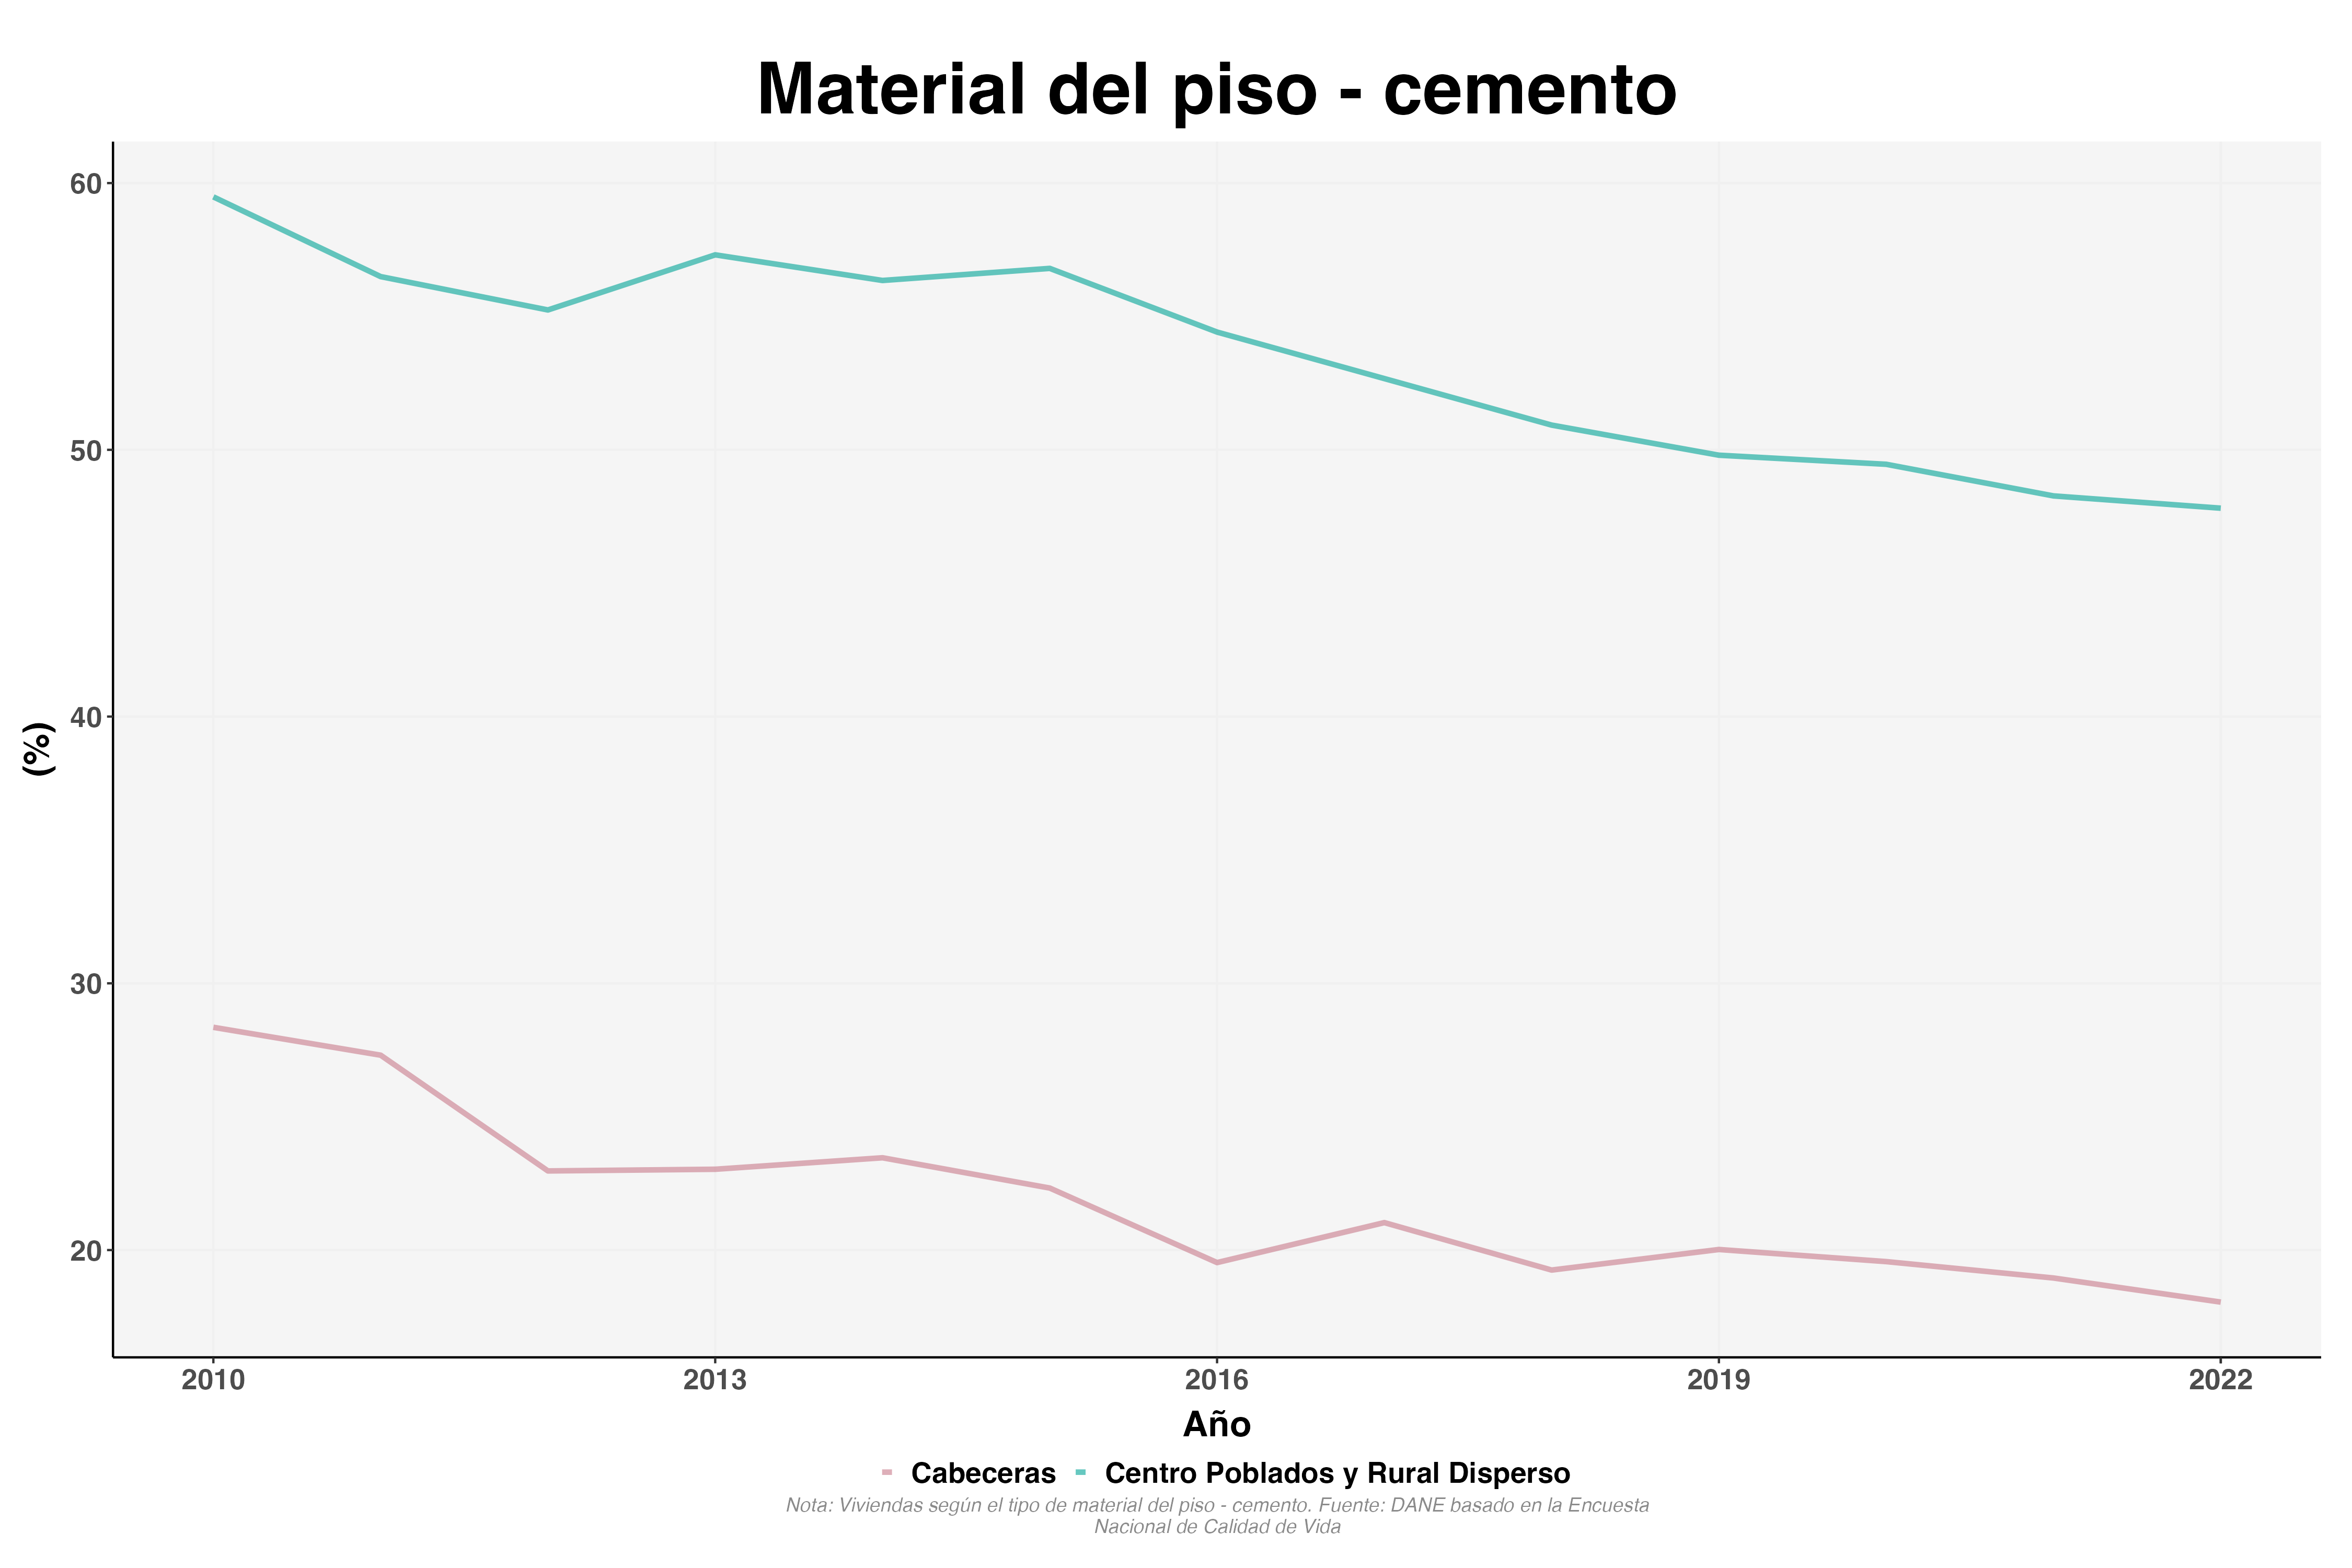 Material del piso - cemento
60
50
40
30
20
(%)
2010 2013 2016 2019 2022
Año
Cabeceras Centro Poblados y Rural Disperso
Nota: Viviendas según el tipo de material del piso - cemento. Fuente: DANE basado en la Encuesta
Nacional de Calidad de Vida